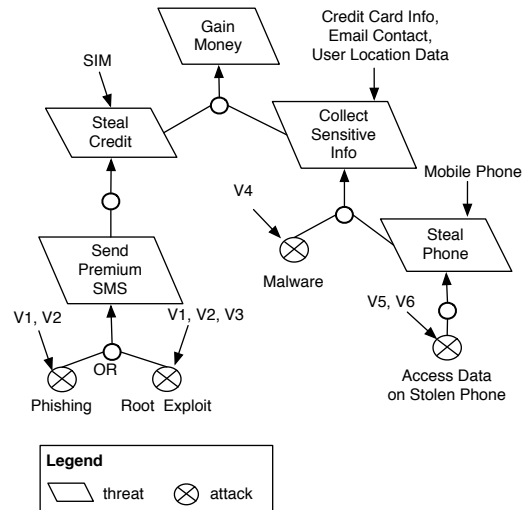 Gain
Money
Credit Card Info,
Email Contact,
User Location Data
SIM
Steal
Credit
Collect
Sensitive
Info
Mobile Phone
V4
Steal
Phone
Send
Premium
SMS
Malware
V1, V2
V1, V2, V3
V5, V6
OR
Phishing
Root Exploit
Access Data
on Stolen Phone
Legend
threat
attack